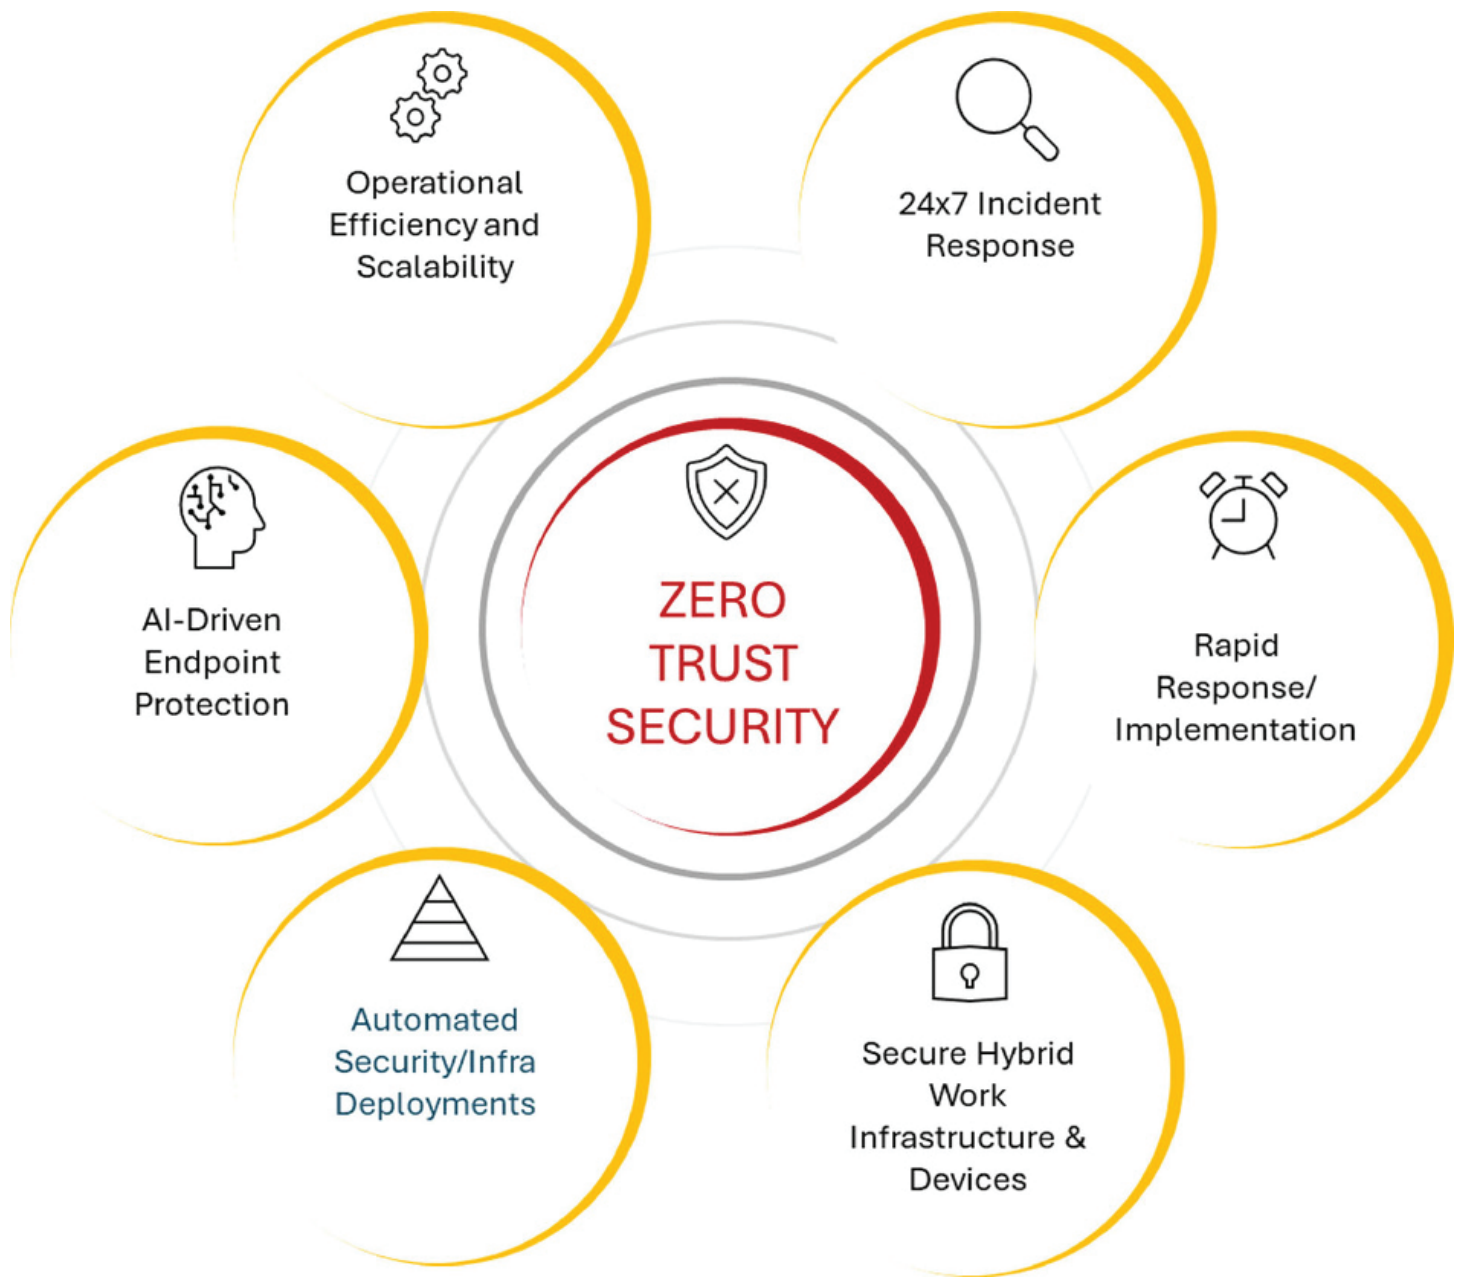 Operational
Efficiency and
Scalability
24x7 Incident
Response
AI-Driven
Endpoint
Protection
ZERO
TRUST
SECURITY
Rapid
Response/
Implementation
Automated
Security/Infra
Deployments
Secure Hybrid
Work
Infrastructure &
Devices